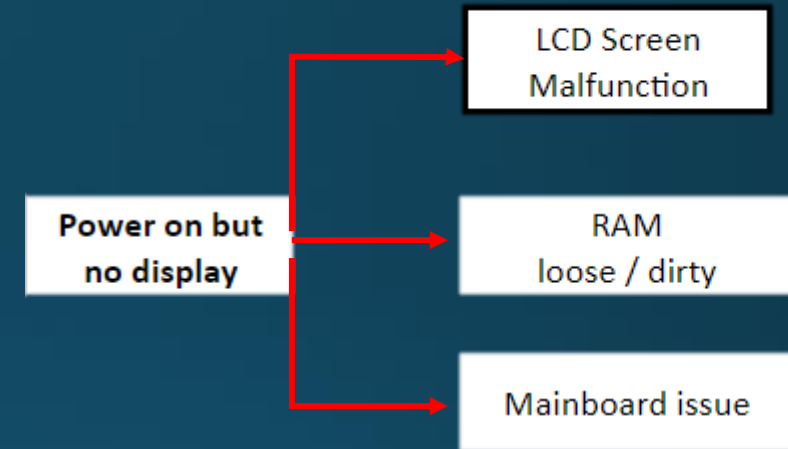 LCD Screen
Malfunction
Power on but
no display
RAM
loose / dirty
Mainboard issue